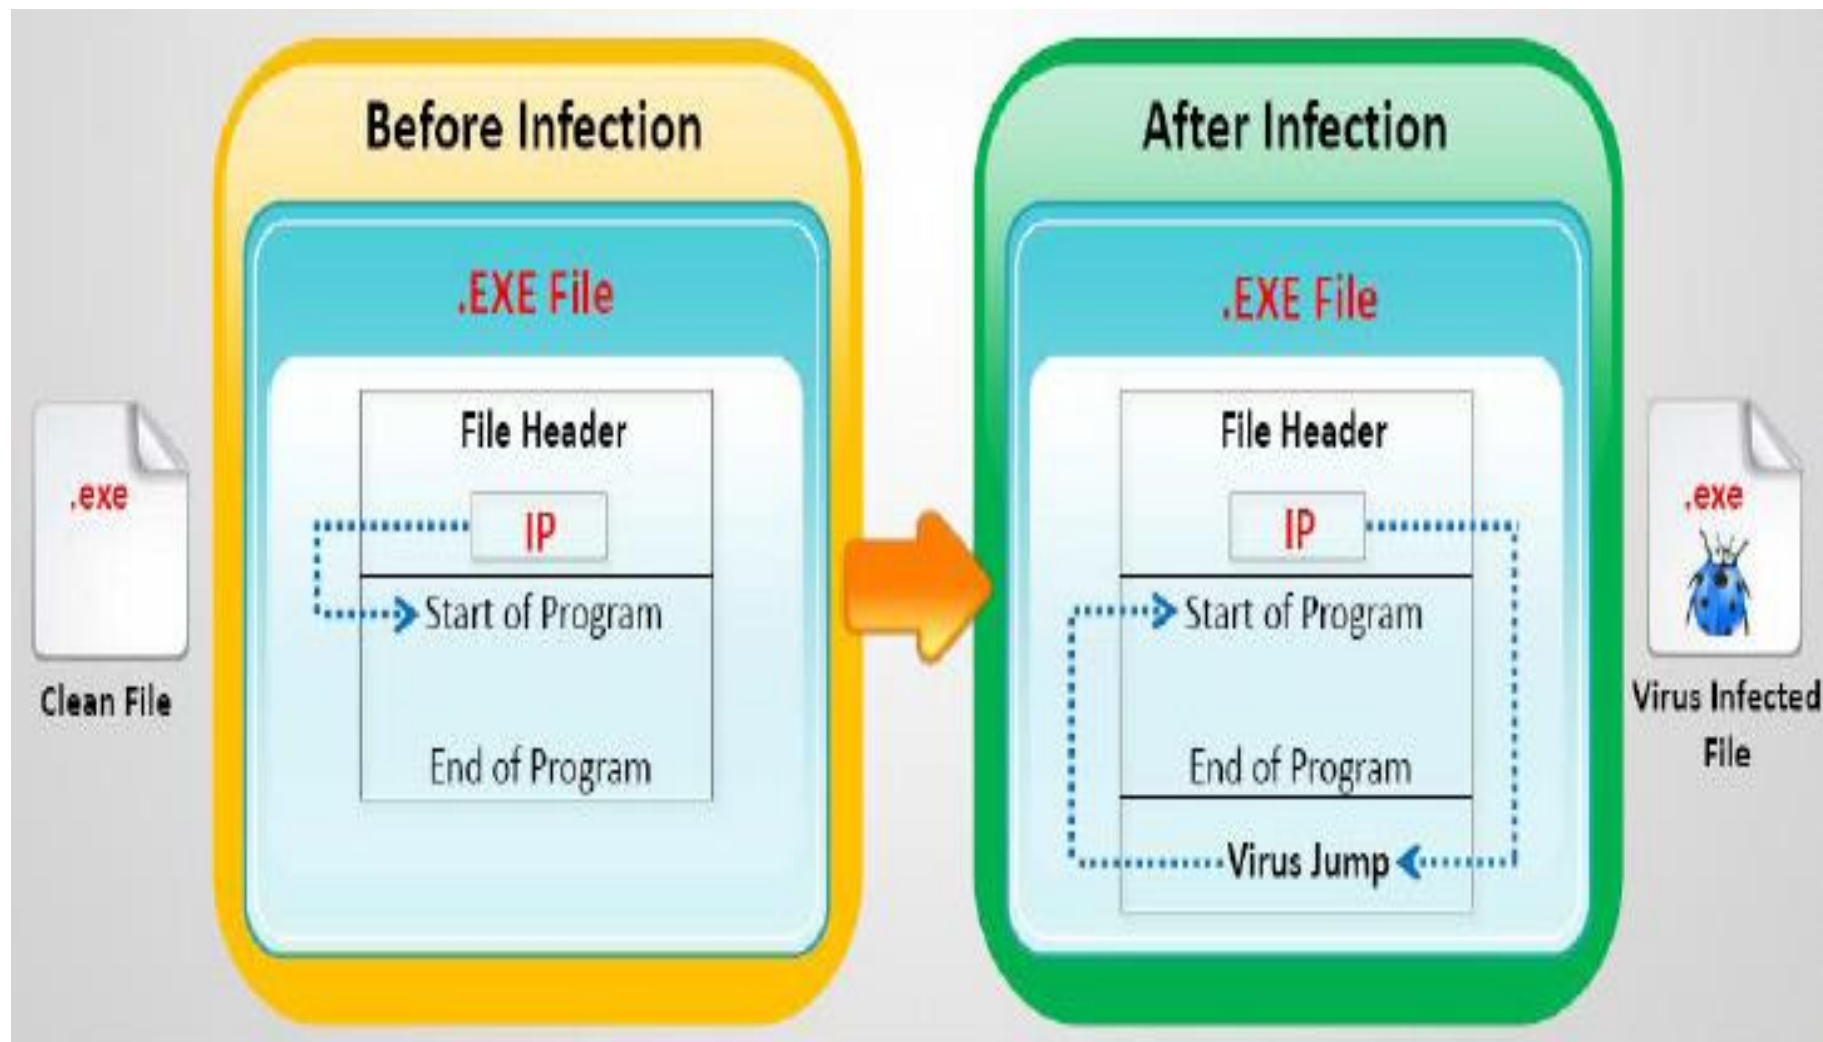 Before Infection
.EXE File
File Header
IP
Start of Program
End of Program
.exe
Clean File
After Infection
.EXE File
File Header
IP
Start of Program
End of Program
Virus Jump
.exe
Virus Infected
File